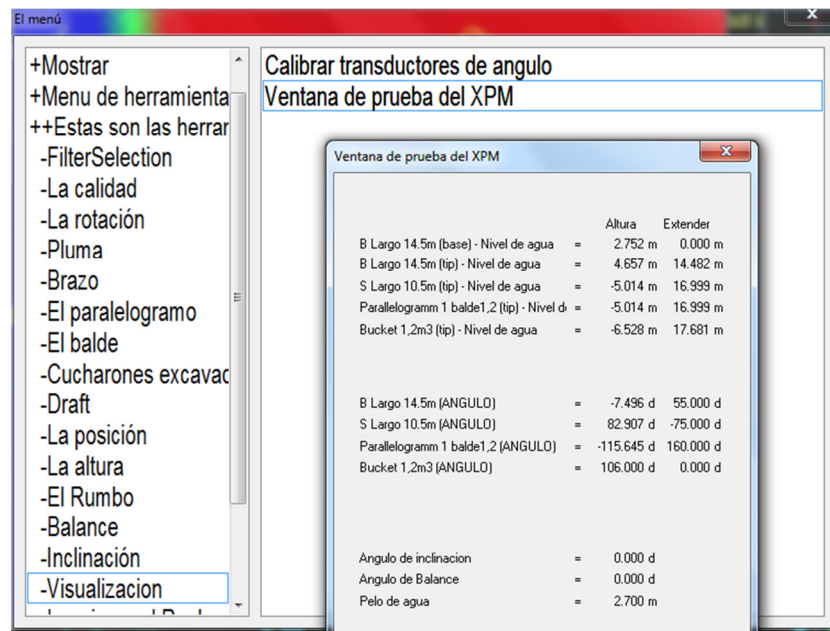 El menú
+Mostrar
+Menu de herramienta
++Estas son las herrar
-FilterSelection
-La calidad
-La rotación
-Pluma
-Brazo
-El paralelogramo
-El balde
-Cucharones excavac
-Draft
-La posición
-La altura
-El Rumbo
-Balance
-Inclinación
-Visualizacion
Calibrar transductores de angulo
Ventana de prueba del XPM
Ventana de prueba del XPM
Altura Extender
B Largo 14.5m (base) - Nivel de agua = 2.752 m 0.000 m
B Largo 14.5m (tip) - Nivel de agua = 4.657 m 14.482 m
S Largo 10.5m (tip) - Nivel de agua = -5.014 m 16.999 m
Parallelogramm 1 balde1,2 (tip) - Nivel d = -5.014 m 16.999 m
Bucket 1,2m3 (tip) - Nivel de agua = -6.528 m 17.681 m
B Largo 14.5m (ANGULO) = -7.496 d 55.000 d
S Largo 10.5m (ANGULO) = 82.907 d -75.000 d
Parallelogramm 1 balde1,2 (ANGULO) = -115.645 d 160.000 d
Bucket 1,2m3 (ANGULO) = 106.000 d 0.000 d
Angulo de inclinacion = 0.000 d
Angulo de Balance = 0.000 d
Pelo de agua = 2.700 m